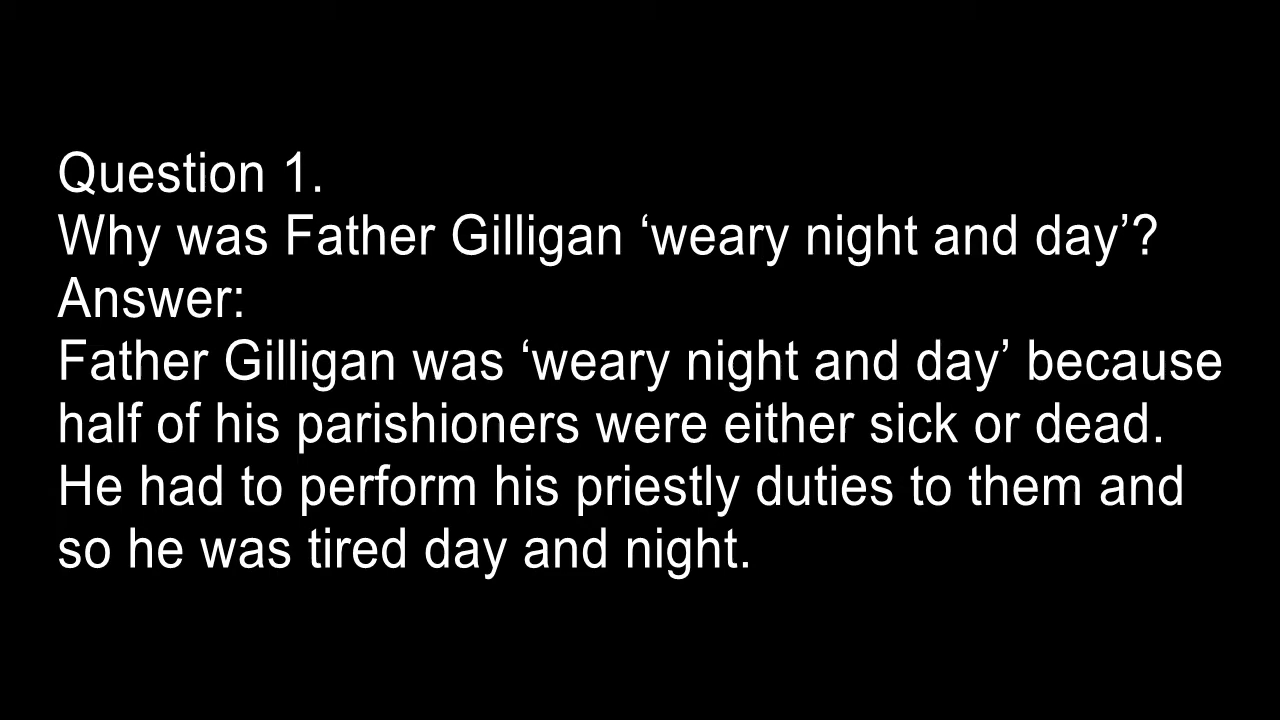 Question 1.
Why was Father Gilligan ‘weary night and day’?
Answer:
Father Gilligan was ‘weary night and day’ because
half of his parishioners were either sick or dead.
He had to perform his priestly duties to them and
so he was tired day and night.